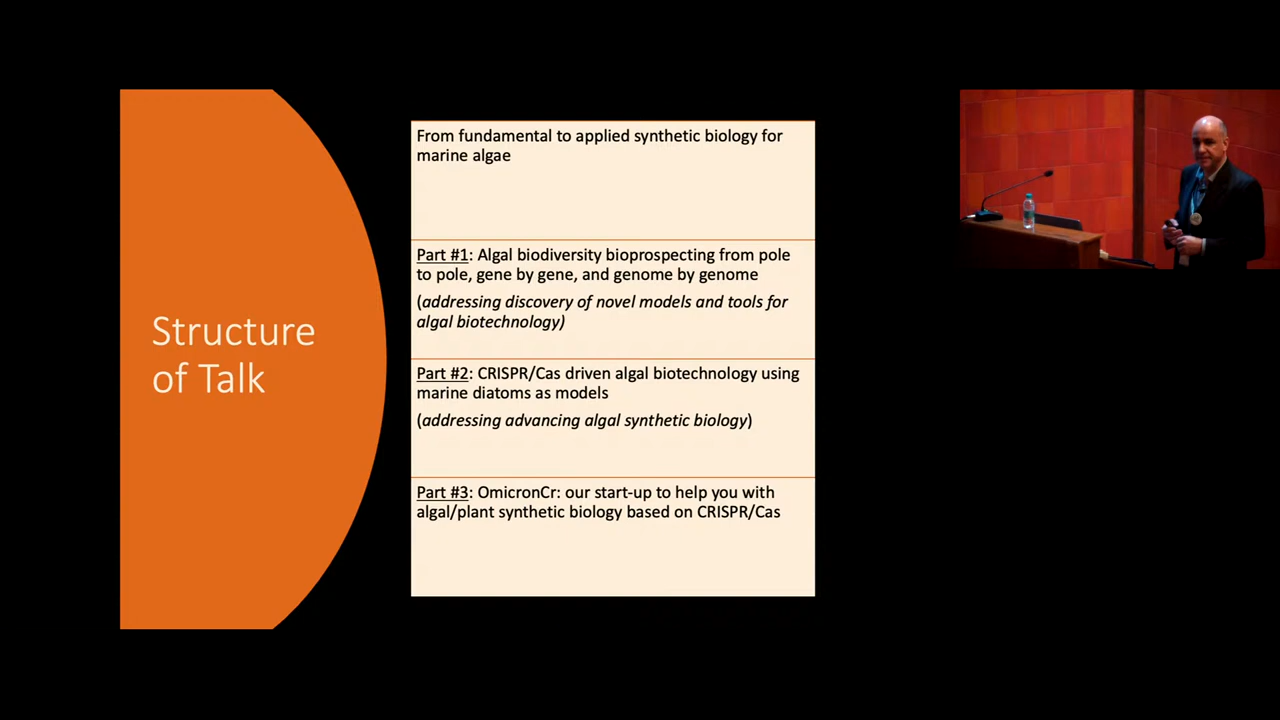 Structure
of Talk
From fundamental to applied synthetic biology for
marine algae
Part #1: Algal biodiversity bioprospecting from pole
to pole, gene by gene, and genome by genome
(addressing discovery of novel models and tools for
algal biotechnology)
Part #2: CRISPR/Cas driven algal biotechnology using
marine diatoms as models
(addressing advancing algal synthetic biology)
Part #3: OmicronCr: our start-up to help you with
algal/plant synthetic biology based on CRISPR/Cas